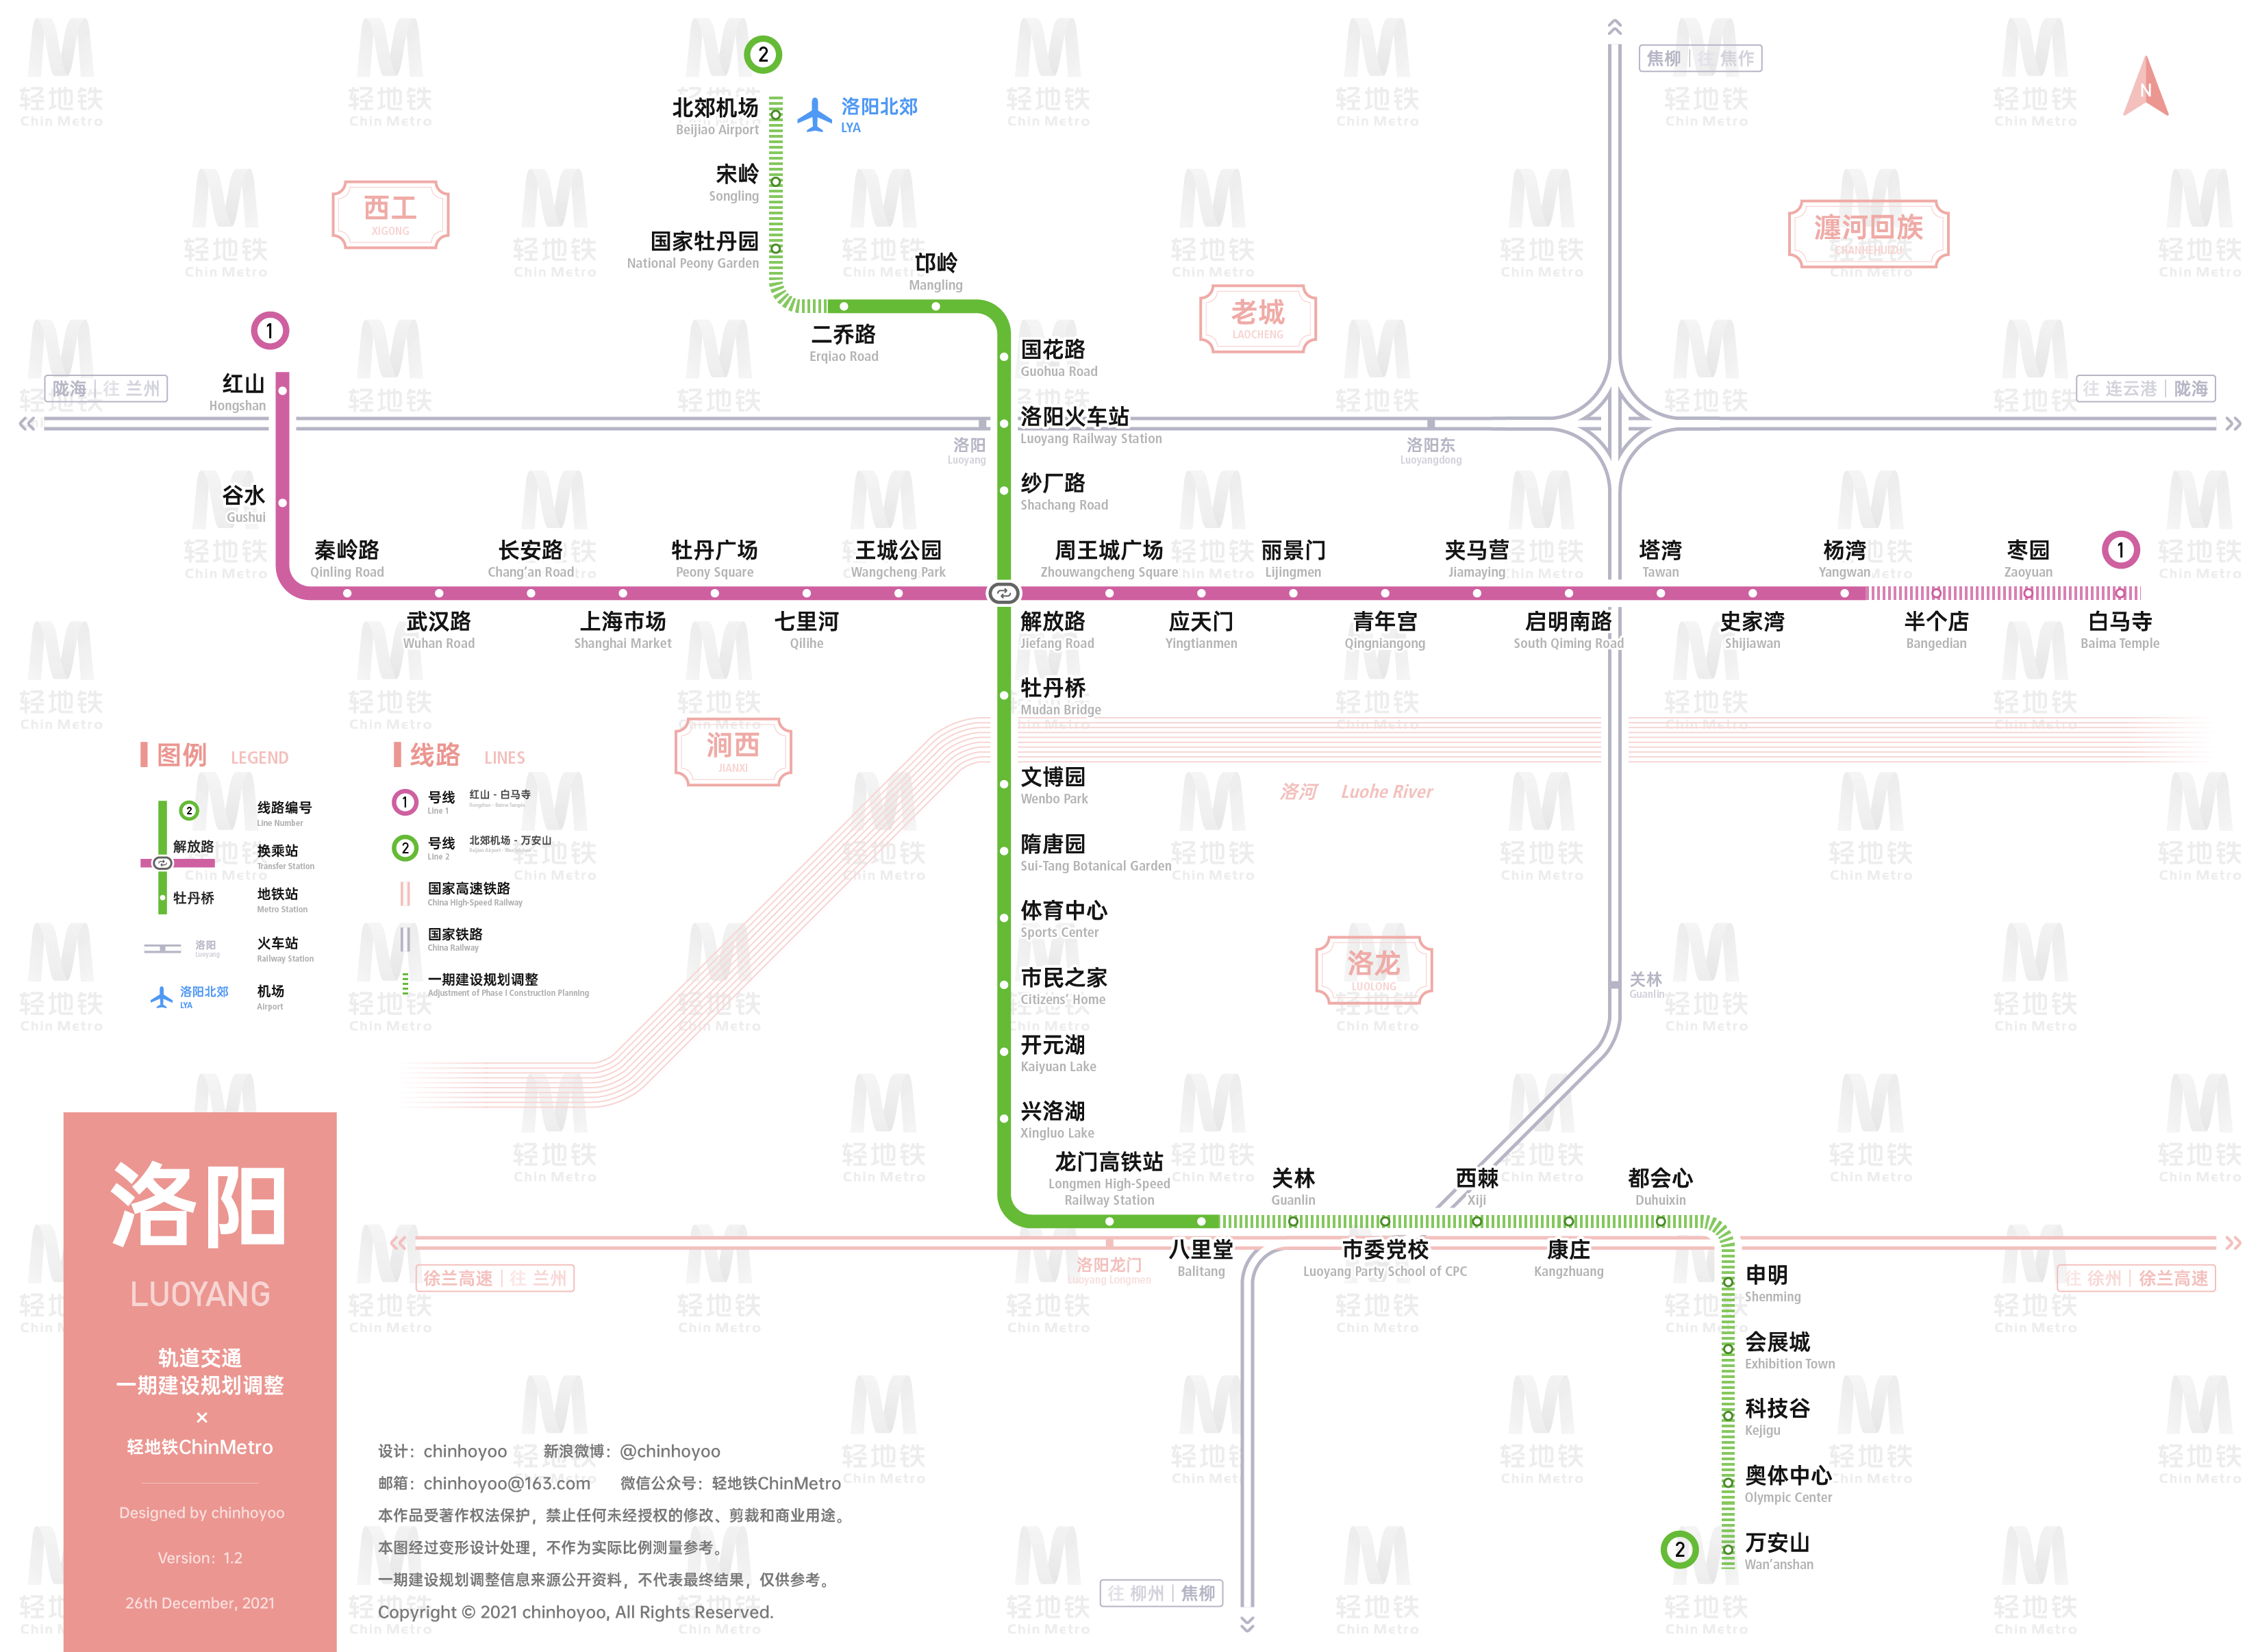 2
北郊机场
Beijiao Airport
洛阳北郊
LYA
焦柳 | 往 焦作
N
宋岭
Songling
西工
XIGONG
国家牡丹园
National Peony Garden
瀍河回族
CHANHEHUIZU
邙岭
Mangling
二乔路
Erqiao Road
老城
LAOCHENG
1
国花路
Guohua Road
红山
Hongshan
陇海 | 往 兰州
往 连云港 | 陇海
洛阳火车站
Luoyang Railway Station
洛阳
Luoyang
洛阳东
Luoyangdong
纱厂路
Shachang Road
谷水
Gushui
秦岭路
Qinling Road
长安路
Chang'an Road
牡丹广场
Peony Square
王城公园
Wangcheng Park
周王城广场
Zhouwangcheng Square
丽景门
Lijingmen
夹马营
Jiamaying
塔湾
Tawan
杨湾
Yangwan
枣园
Zaoyuan
1
武汉路
Wuhan Road
上海市场
Shanghai Market
七里河
Qilihe
解放路
Jiefang Road
应天门
Yingtianmen
青年宫
Qingniangong
启明南路
South Qiming Road
史家湾
Shijiawan
半个店
Bangedian
白马寺
Baima Temple
牡丹桥
Mudan Bridge
涧西
JIANXI
文博园
Wenbo Park
洛河 Luohe River
隋唐园
Sui-Tang Botanical Garden
体育中心
Sports Center
市民之家
Citizens' Home
洛龙
LUOLONG
关林
Guanlin
开元湖
Kaiyuan Lake
兴洛湖
Xingluo Lake
龙门高铁站
Longmen High-Speed
Railway Station
关林
Guanlin
西棘
Xiji
都会心
Duhuixin
八里堂
Balitang
市委党校
Luoyang Party School of CPC
康庄
Kangzhuang
洛阳龙门
Luoyang Longmen
徐兰高速 | 往 兰州
往 徐州 | 徐兰高速
申明
Shenming
会展城
Exhibition Town
科技谷
Kejigu
奥体中心
Olympic Center
2
万安山
Wan'anshan
往 柳州 | 焦柳
图例 LEGEND
2
线路编号
Line Number
解放路
换乘站
Transfer Station
牡丹桥
地铁站
Metro Station
洛阳
Luoyang
火车站
Railway Station
洛阳北郊
LYA
机场
Airport
线路 LINES
1 号线 红山 - 白马寺
Line 1 Hongshan - Baima Temple
2 号线 北郊机场 - 万安山
Line 2 Beijiao Airport - Wan'anshan
国家高速铁路
China High-Speed Railway
国家铁路
China Railway
一期建设规划调整
Adjustment of Phase I Construction Planning
洛阳
LUOYANG
轨道交通
一期建设规划调整
×
轻地铁ChinMetro
Designed by chinhoyoo
Version: 1.2
26th December, 2021
设计：chinhoyoo 新浪微博：@chinhoyoo
邮箱：chinhoyoo@163.com 微信公众号：轻地铁ChinMetro
本作品受著作权法保护，禁止任何未经授权的修改、剪裁和商业用途。
本图经过变形设计处理，不作为实际比例测量参考。
一期建设规划调整信息来源公开资料，不代表最终结果，仅供参考。
Copyright © 2021 chinhoyoo, All Rights Reserved.
轻地铁
Chin Metro